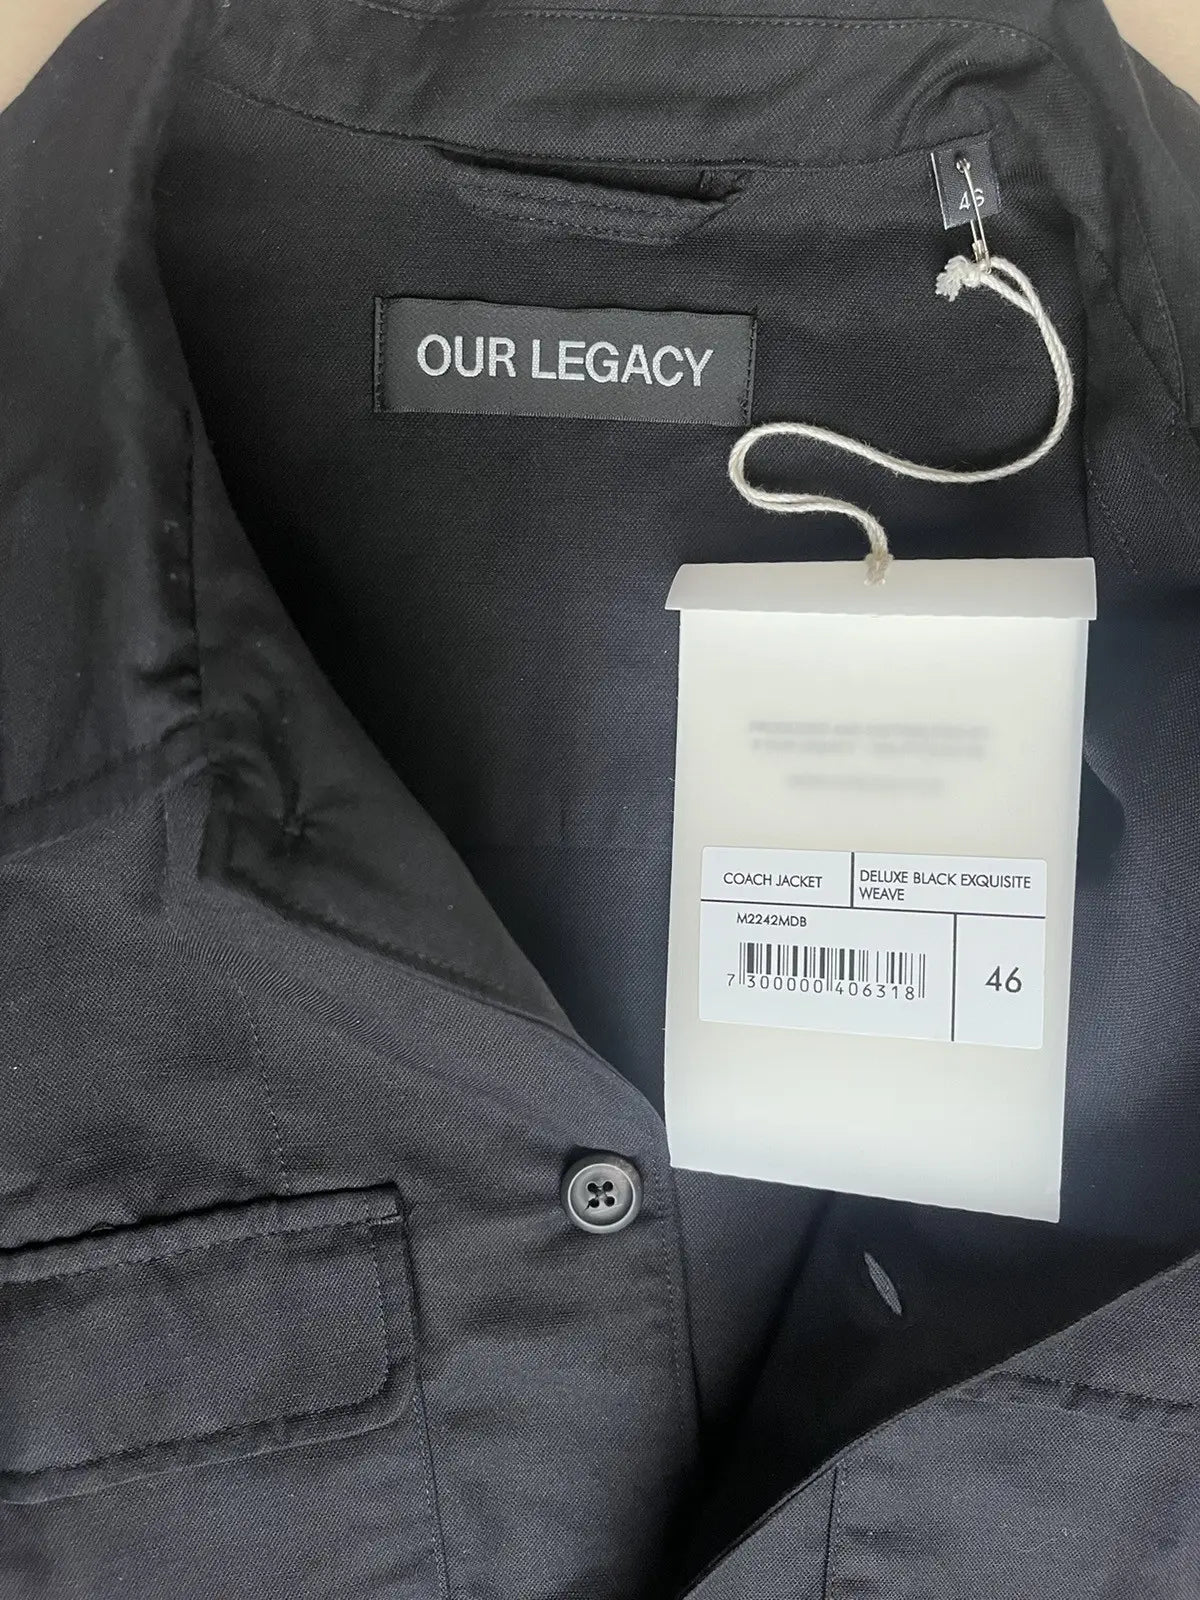 46
OUR LEGACY
COACH JACKET
DELUXE BLACK EXQUISITE
WEAVE
M2242MDB
7 300000 406318
46